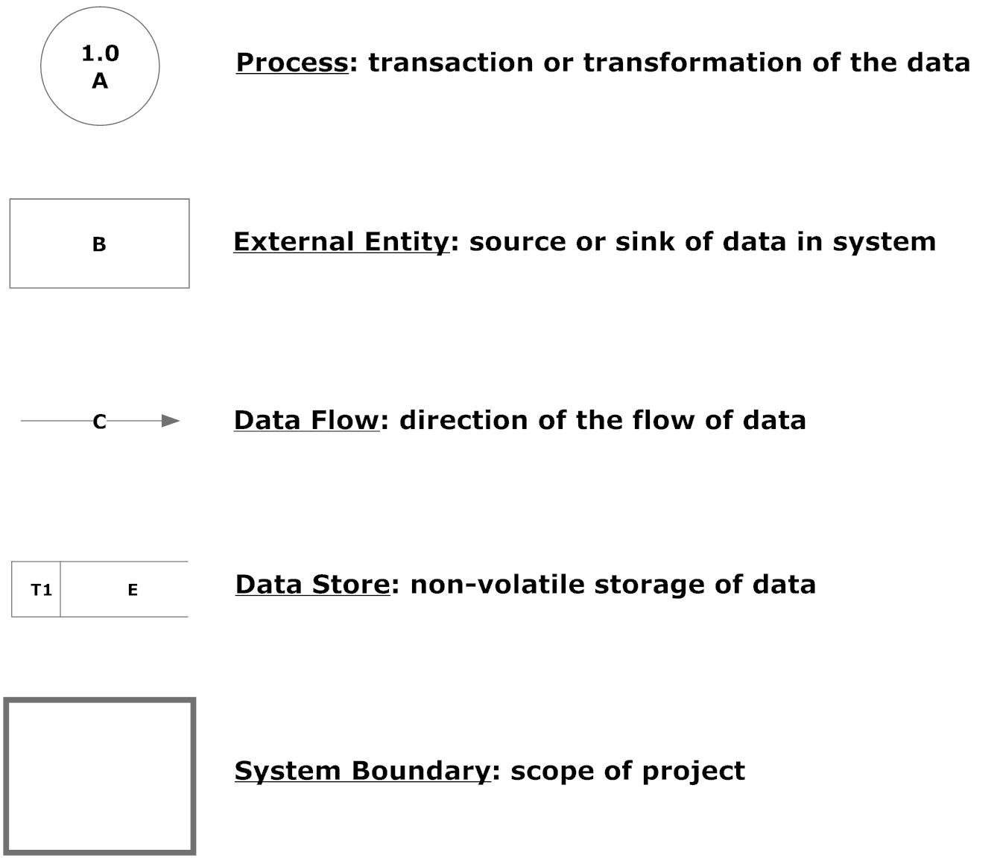 1.0
A
Process: transaction or transformation of the data
B
External Entity: source or sink of data in system
C
Data Flow: direction of the flow of data
T1 E
Data Store: non-volatile storage of data
System Boundary: scope of project